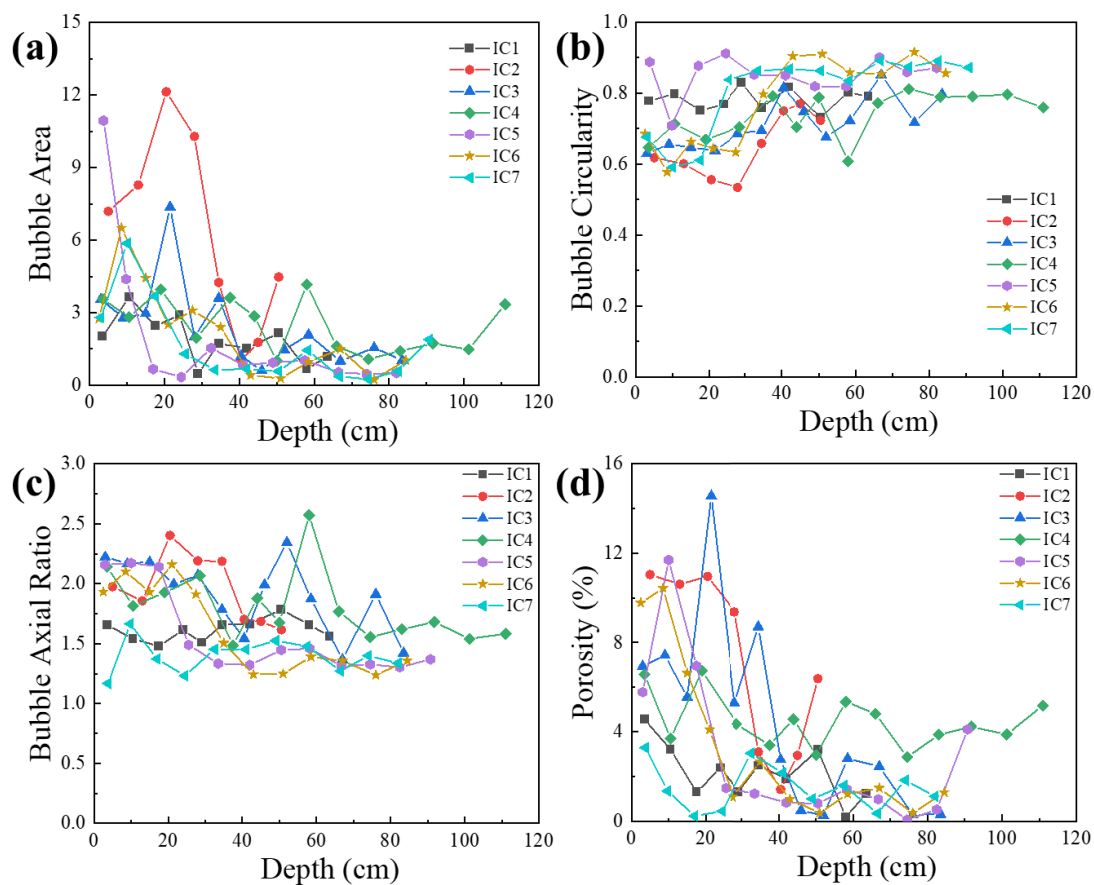 (a)
15
12
9
6
3
0
Bubble Area
0 20 40 60 80 100 120
Depth (cm)
IC1
IC2
IC3
IC4
IC5
IC6
IC7
(b)
1.0
0.8
0.6
0.4
0.2
0.0
Bubble Circularity
0 20 40 60 80 100 120
Depth (cm)
IC1
IC2
IC3
IC4
IC5
IC6
IC7
(c)
3.0
2.5
2.0
1.5
1.0
0.5
0.0
Bubble Axial Ratio
0 20 40 60 80 100 120
Depth (cm)
IC1
IC2
IC3
IC4
IC5
IC6
IC7
(d)
16
12
8
4
0
Porosity (%)
0 20 40 60 80 100 120
Depth (cm)
IC1
IC2
IC3
IC4
IC5
IC6
IC7